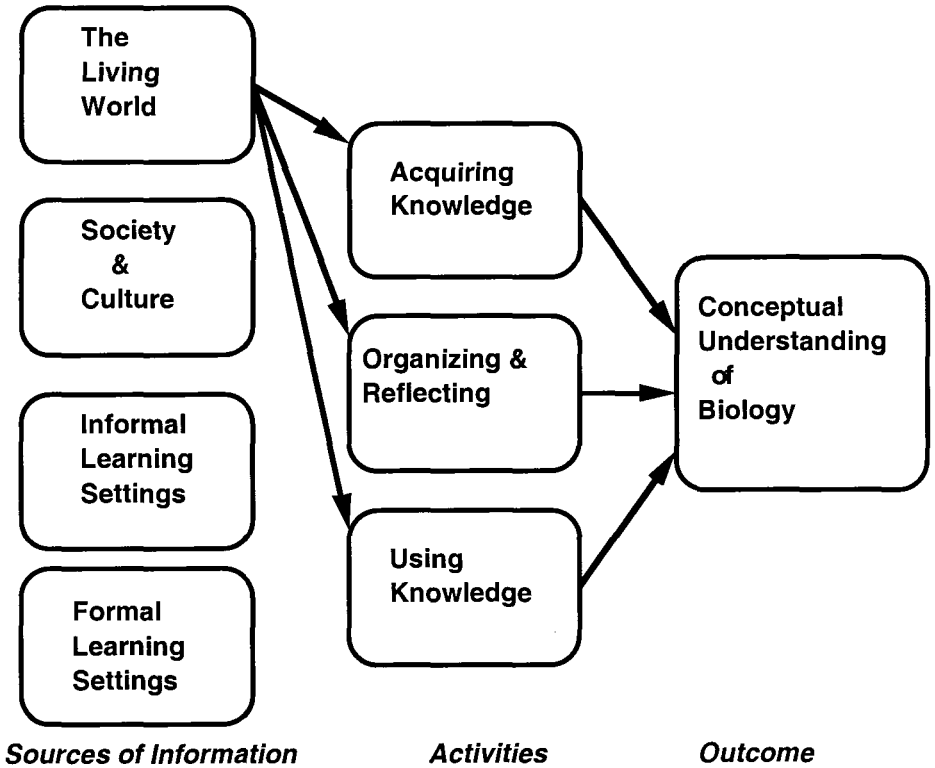 The
Living
World
Society
&
Culture
Informal
Learning
Settings
Formal
Learning
Settings
Acquiring
Knowledge
Organizing &
Reflecting
Using
Knowledge
Conceptual
Understanding
of
Biology
Sources of Information
Activities
Outcome